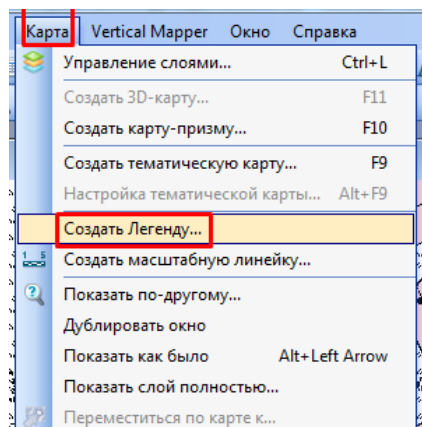 Карта Vertical Mapper Окно Справка
Управление слоями... Ctrl+L
Создать 3D-карту... F11
Создать карту-призму... F10
Создать тематическую карту... F9
Настройка тематической карты... Alt+F9
Создать Легенду...
1 5 Создать масштабную линейку...
Показать по-другому...
Дублировать окно
Показать как было Alt+Left Arrow
Показать слой полностью...
Переместиться по карте к...